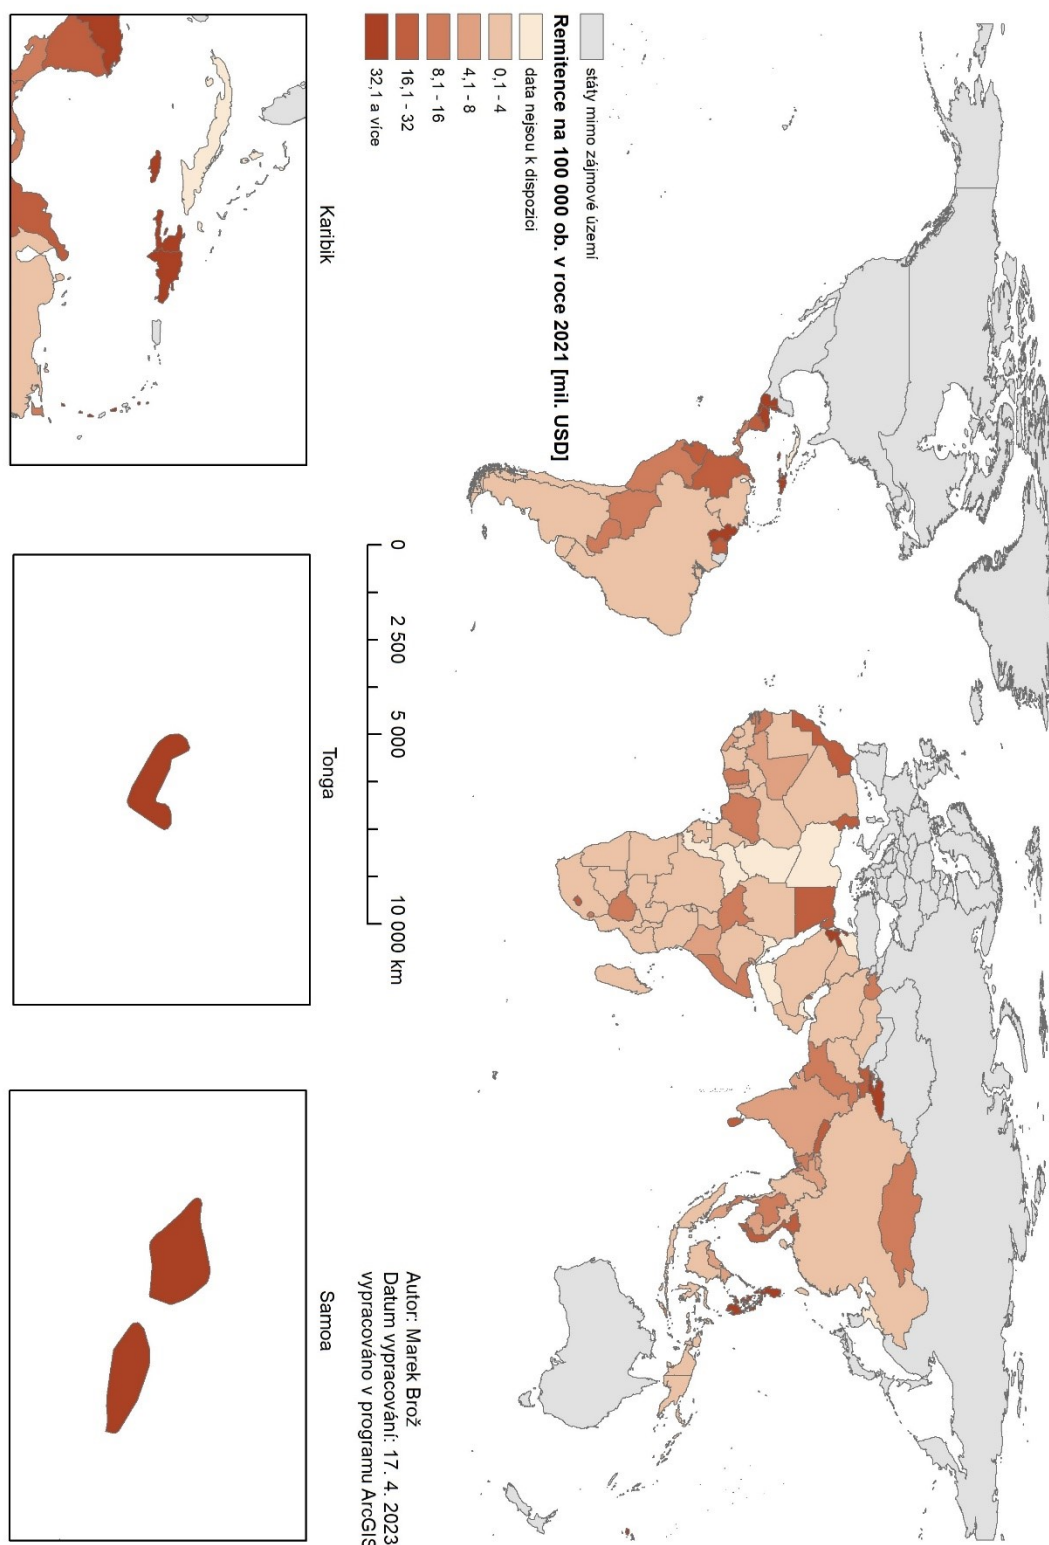 státy mimo zájmové území
Remitence na 100 000 ob. v roce 2021 [mil. USD]
data nejsou k dispozici
0,1 - 4
4,1 - 8
8,1 - 16
16,1 - 32
32,1 a více
0 2 500 5 000 10 000 km
Autor: Marek Brož
Datum vypracování: 17. 4. 2023
vypracováno v programu ArcGIS
Karibik
Tonga
Samoa